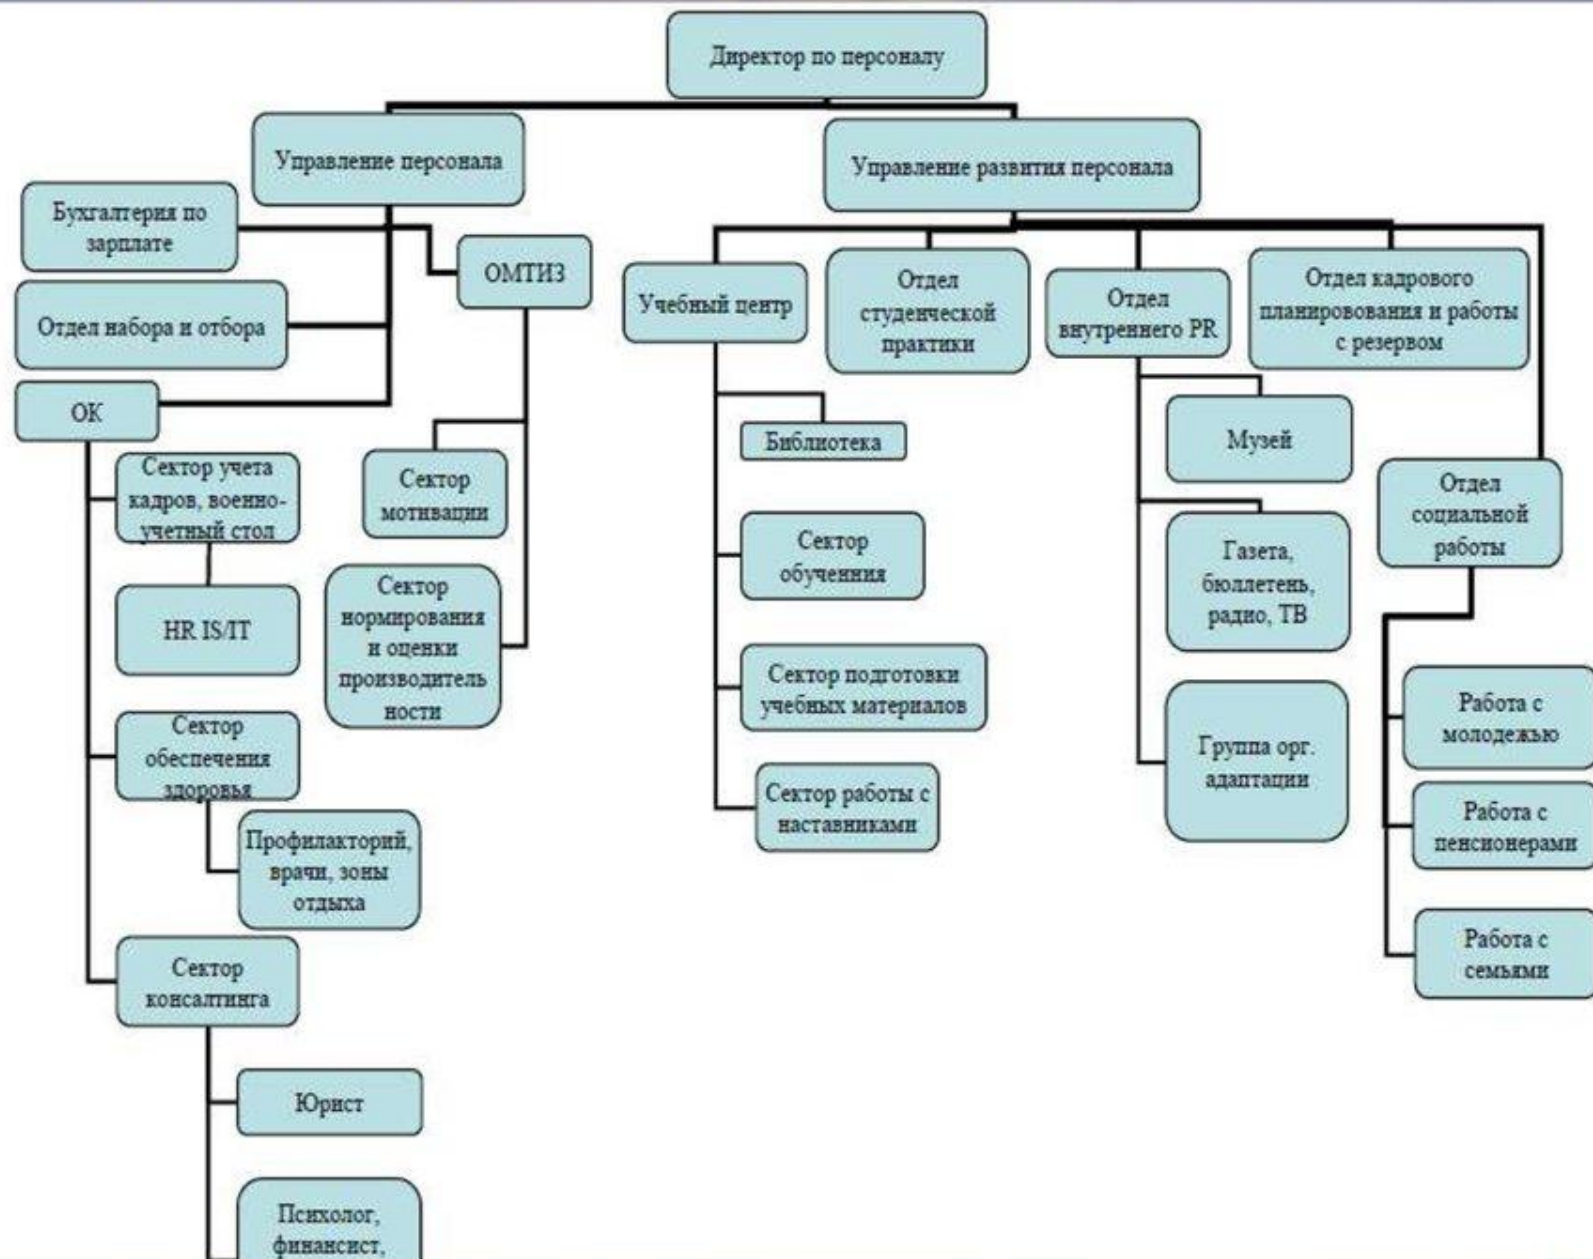 Директор по персоналу
Управление персонала
Управление развития персонала
Бухгалтерия по
зарплате
ОМТИЗ
Отдел набора и отбора
ОК
Сектор учета
кадров, военно-
учетный стол
HR IS/IT
Сектор
мотивации
Сектор
нормирования
и оценки
производитель
ности
Сектор
обеспечения
здоровья
Профилакторий,
врачи, зоны
отдыха
Сектор
консалтинга
Юрист
Психолог,
финансист,
Учебный центр
Библиотека
Сектор
обученния
Сектор подготовки
учебных материалов
Сектор работы с
наставниками
Отдел
студенческой
практики
Отдел
внутреннего PR
Музей
Газета,
бюллетень,
радио, ТВ
Группа орг.
адаптации
Отдел кадрового
планировования и работы
с резервом
Отдел
социальной
работы
Работа с
молодежью
Работа с
пенсионерами
Работа с
семьями